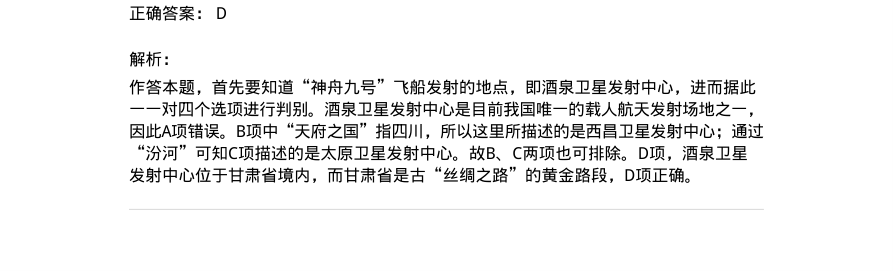 正确答案： D
解析：
作答本题，首先要知道“神舟九号”飞船发射的地点，即酒泉卫星发射中心，进而据此
一一对四个选项进行判别。酒泉卫星发射中心是目前我国唯一的载人航天发射场地之一，
因此A项错误。B项中“天府之国”指四川，所以这里所描述的是西昌卫星发射中心；通过
“汾河”可知C项描述的是太原卫星发射中心。故B、C两项也可排除。D项，酒泉卫星
发射中心位于甘肃省境内，而甘肃省是古“丝绸之路”的黄金路段，D项正确。